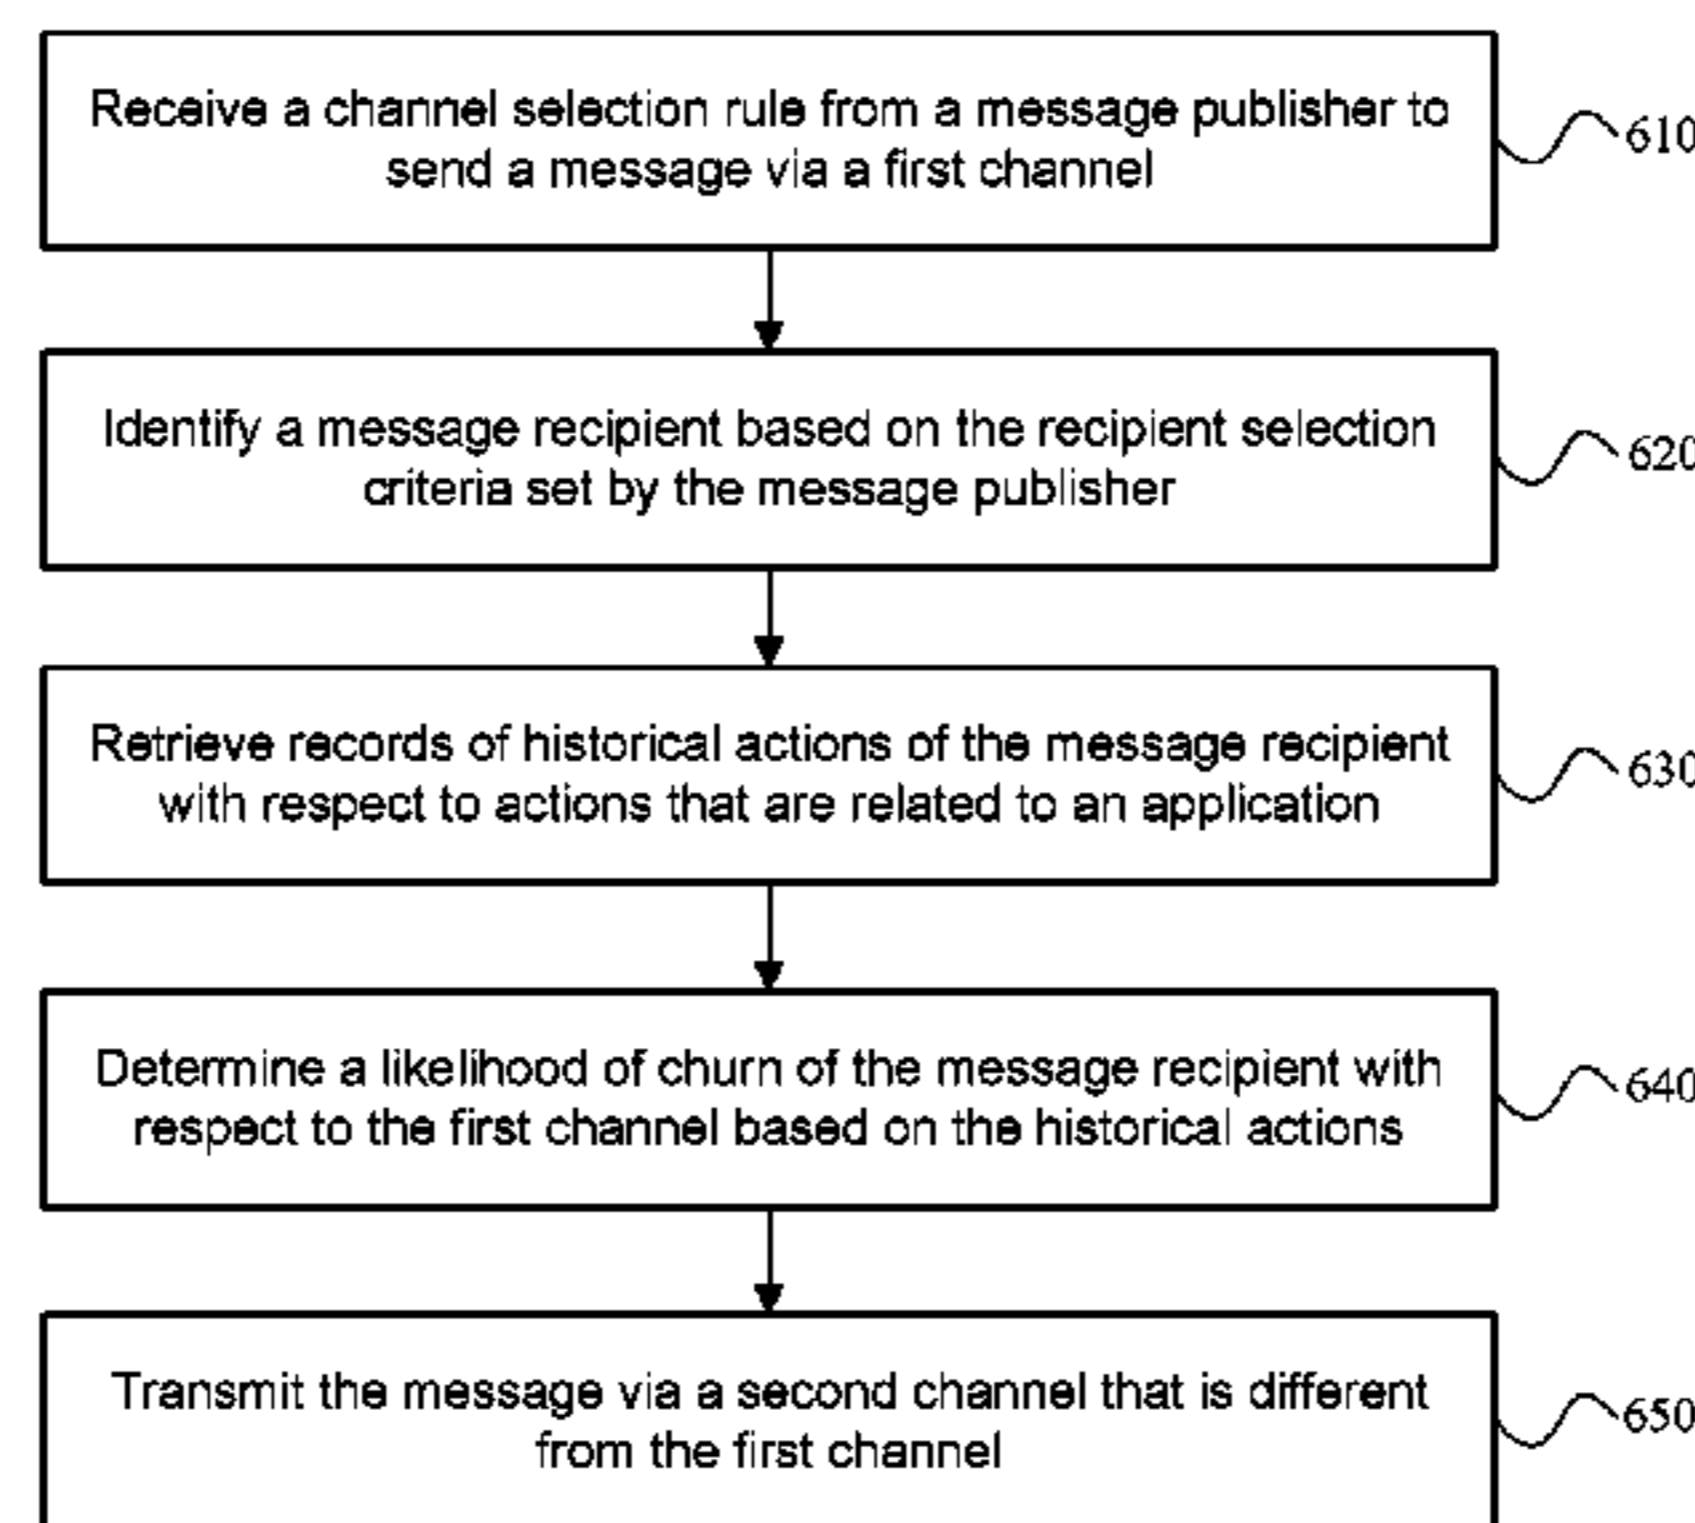 Receive a channel selection rule from a message publisher to
send a message via a first channel
610
Identify a message recipient based on the recipient selection
criteria set by the message publisher
620
Retrieve records of historical actions of the message recipient
with respect to actions that are related to an application
630
Determine a likelihood of churn of the message recipient with
respect to the first channel based on the historical actions
640
Transmit the message via a second channel that is different
from the first channel
650